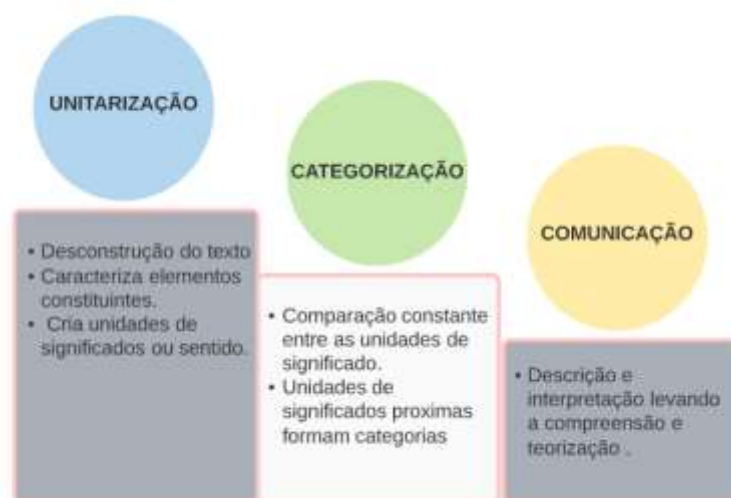 UNITARIZAÇÃO
• Desconstrução do texto
• Caracteriza elementos
constituintes.
• Cria unidades de
significados ou sentido.
CATEGORIZAÇÃO
• Comparação constante
entre as unidades de
significado.
• Unidades de
significados proximas
formam categorias
COMUNICAÇÃO
• Descrição e
interpretação levando
a compreensão e
teorização .